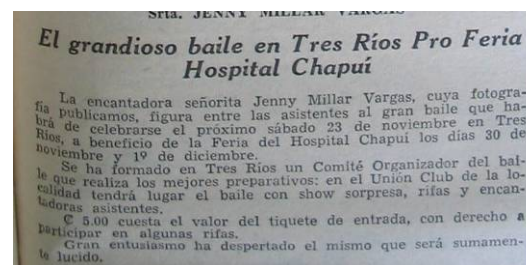 Srta. JENNY MILLAR VARGAS
El grandioso baile en Tres Ríos Pro Feria
Hospital Chapuí
La encantadora señorita Jenny Millar Vargas, cuya fotogra-
fía publicamos, figura entre las asistentes al gran baile que ha-
brá de celebrarse el próximo sábado 23 de noviembre en Tres
Ríos, a beneficio de la Feria del Hospital Chapuí los días 30 de
noviembre y 1º de diciembre.
Se ha formado en Tres Ríos un Comité Organizador del bai-
le que realiza los mejores preparativos: en el Unión Club de la lo-
calidad tendrá lugar el baile con show sorpresa, rifas y encan-
tadoras asistentes.
₡ 5.00 cuesta el valor del tiquete de entrada, con derecho a
participar en algunas rifas.
Gran entusiasmo ha despertado el mismo que será sumamen-
te lucido.